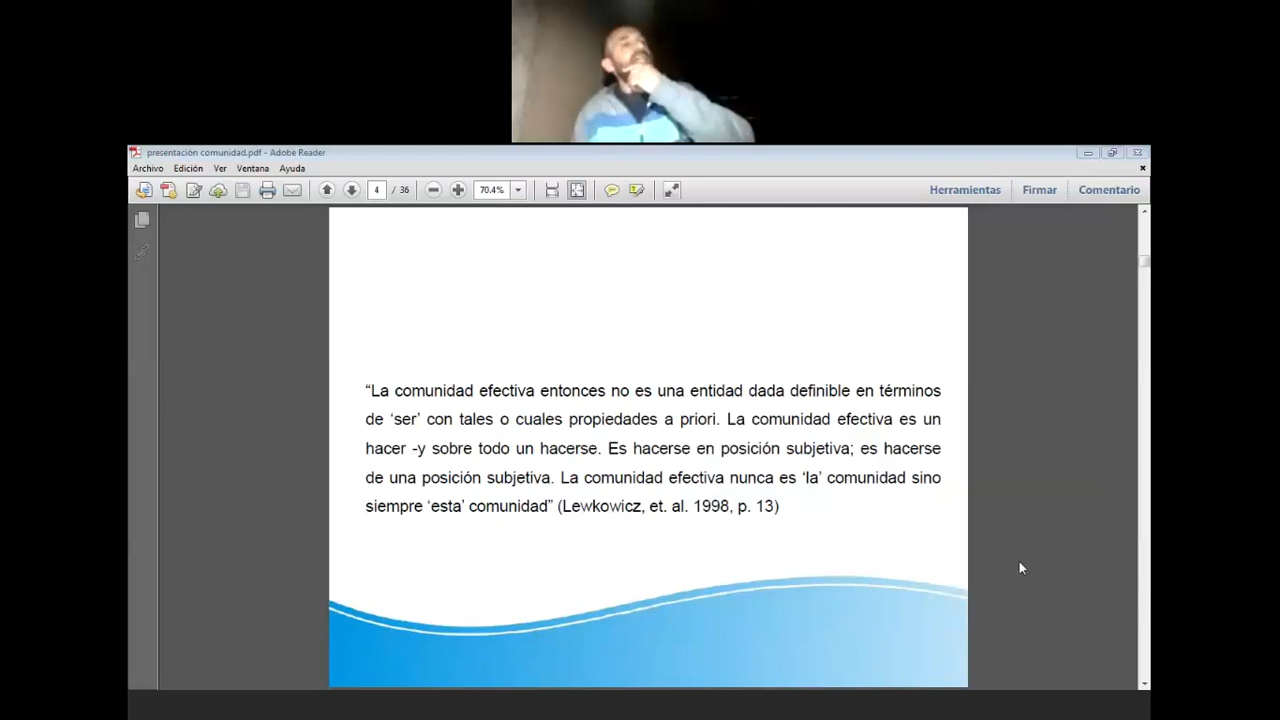 presentación comunidad.pdf - Adobe Reader
Archivo Edición Ver Ventana Ayuda
4 / 36 70.4% Herramientas Firmar Comentario
“La comunidad efectiva entonces no es una entidad dada definible en términos
de ‘ser’ con tales o cuales propiedades a priori. La comunidad efectiva es un
hacer -y sobre todo un hacerse. Es hacerse en posición subjetiva; es hacerse
de una posición subjetiva. La comunidad efectiva nunca es ‘la’ comunidad sino
siempre ‘esta’ comunidad” (Lewkowicz, et. al. 1998, p. 13)